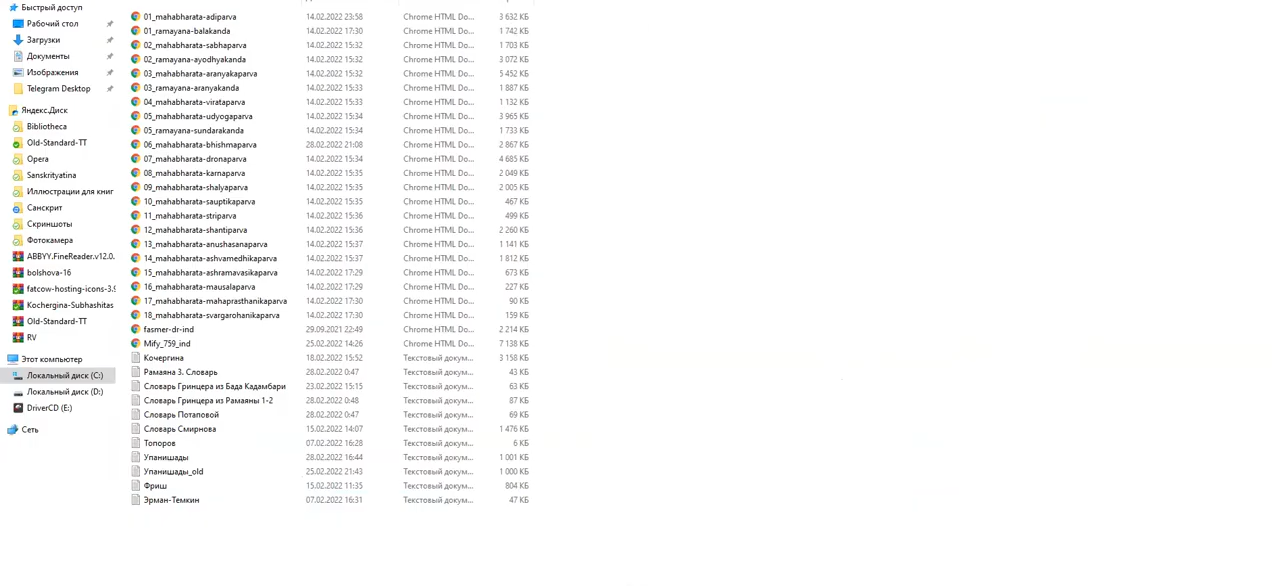 Быстрый доступ
Рабочий стол
Загрузки
Документы
Изображения
Telegram Desktop
Яндекс.Диск
Bibliotheca
Old-Standard-TT
Opera
Sanskrityatina
Иллюстрации для книг
Санскрит
Скриншоты
Фотокамера
ABBYY.FineReader.v12.0.
bolshova-16
fatcow-hosting-icons-3.9
Kochergina-Subhashitas
Old-Standard-TT
RV
Этот компьютер
Локальный диск (C:)
Локальный диск (D:)
DriverCD (E:)
Сеть
01_mahabharata-adiparva 14.02.2022 23:58 Chrome HTML Do... 3 632 КБ
01_ramayana-balakanda 14.02.2022 17:30 Chrome HTML Do... 1 742 КБ
02_mahabharata-sabhaparva 14.02.2022 15:32 Chrome HTML Do... 1 703 КБ
02_ramayana-ayodhyakanda 14.02.2022 15:32 Chrome HTML Do... 3 072 КБ
03_mahabharata-aranyakaparva 14.02.2022 15:32 Chrome HTML Do... 5 452 КБ
03_ramayana-aranyakanda 14.02.2022 15:33 Chrome HTML Do... 1 887 КБ
04_mahabharata-virataparva 14.02.2022 15:33 Chrome HTML Do... 1 132 КБ
05_mahabharata-udyogaparva 14.02.2022 15:34 Chrome HTML Do... 3 965 КБ
05_ramayana-sundarakanda 14.02.2022 15:34 Chrome HTML Do... 1 733 КБ
06_mahabharata-bhishmaparva 28.02.2022 21:08 Chrome HTML Do... 2 867 КБ
07_mahabharata-dronaparva 14.02.2022 15:34 Chrome HTML Do... 4 685 КБ
08_mahabharata-karnaparva 14.02.2022 15:35 Chrome HTML Do... 2 049 КБ
09_mahabharata-shalyaparva 14.02.2022 15:35 Chrome HTML Do... 2 005 КБ
10_mahabharata-sauptikaparva 14.02.2022 15:35 Chrome HTML Do... 467 КБ
11_mahabharata-striparva 14.02.2022 15:36 Chrome HTML Do... 499 КБ
12_mahabharata-shantiparva 14.02.2022 15:36 Chrome HTML Do... 2 260 КБ
13_mahabharata-anushasanaparva 14.02.2022 15:37 Chrome HTML Do... 1 141 КБ
14_mahabharata-ashvamedhikaparva 14.02.2022 15:37 Chrome HTML Do... 1 812 КБ
15_mahabharata-ashramavasikaparva 14.02.2022 17:29 Chrome HTML Do... 673 КБ
16_mahabharata-mausalaparva 14.02.2022 17:29 Chrome HTML Do... 227 КБ
17_mahabharata-mahaprasthanikaparva 14.02.2022 17:30 Chrome HTML Do... 90 КБ
18_mahabharata-svargarohanikaparva 14.02.2022 17:30 Chrome HTML Do... 159 КБ
fasmer-dr-ind 29.09.2021 22:49 Chrome HTML Do... 2 214 КБ
Mify_759_ind 25.02.2022 14:26 Chrome HTML Do... 7 138 КБ
Кочергина 18.02.2022 15:52 Текстовый докум... 3 158 КБ
Рамаяна 3. Словарь 28.02.2022 0:47 Текстовый докум... 43 КБ
Словарь Гринцера из Бада Кадамбари 23.02.2022 15:15 Текстовый докум... 63 КБ
Словарь Гринцера из Рамаяны 1-2 28.02.2022 0:48 Текстовый докум... 87 КБ
Словарь Потаповой 28.02.2022 0:47 Текстовый докум... 69 КБ
Словарь Смирнова 15.02.2022 14:07 Текстовый докум... 1 476 КБ
Топоров 07.02.2022 16:28 Текстовый докум... 6 КБ
Упанишады 28.02.2022 16:44 Текстовый докум... 1 001 КБ
Упанишады_old 25.02.2022 21:43 Текстовый докум... 1 000 КБ
Фриш 15.02.2022 11:35 Текстовый докум... 804 КБ
Эрман-Темкин 07.02.2022 16:31 Текстовый докум... 47 КБ